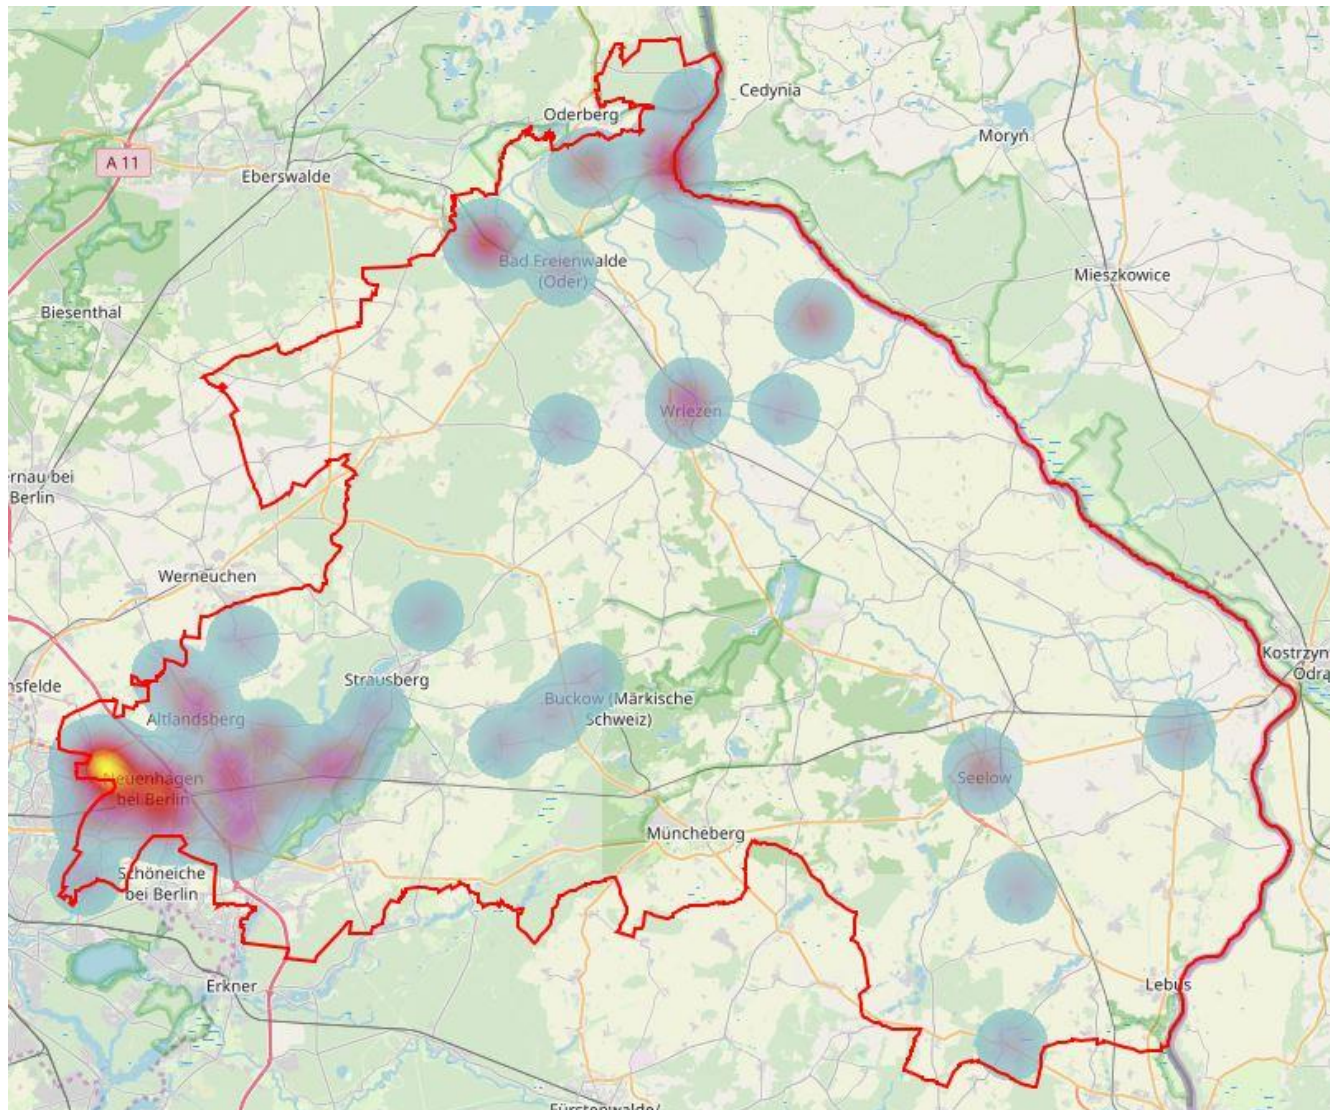 Cedynia
Oderberg
Moryń
A 11
Eberswalde
Bad Freienwalde
(Oder)
Mieszkowice
Biesenthal
Wriezen
ernau bei
Berlin
Werneuchen
Kostrzyn
Odrą
nsfelde
Strausberg
Buckow (Märkische
Schweiz)
Altlandsberg
Neuenhagen
bei Berlin
Seelow
Müncheberg
Schöneiche
bei Berlin
Erkner
Lebus
Fürstenwalde/